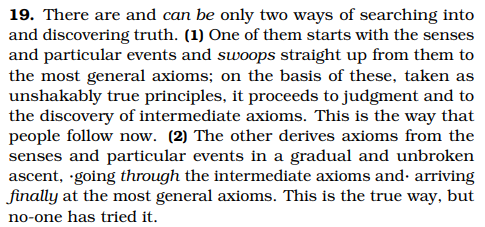 19. There are and can be only two ways of searching into
and discovering truth. (1) One of them starts with the senses
and particular events and swoops straight up from them to
the most general axioms; on the basis of these, taken as
unshakably true principles, it proceeds to judgment and to
the discovery of intermediate axioms. This is the way that
people follow now. (2) The other derives axioms from the
senses and particular events in a gradual and unbroken
ascent, ·going through the intermediate axioms and· arriving
finally at the most general axioms. This is the true way, but
no-one has tried it.